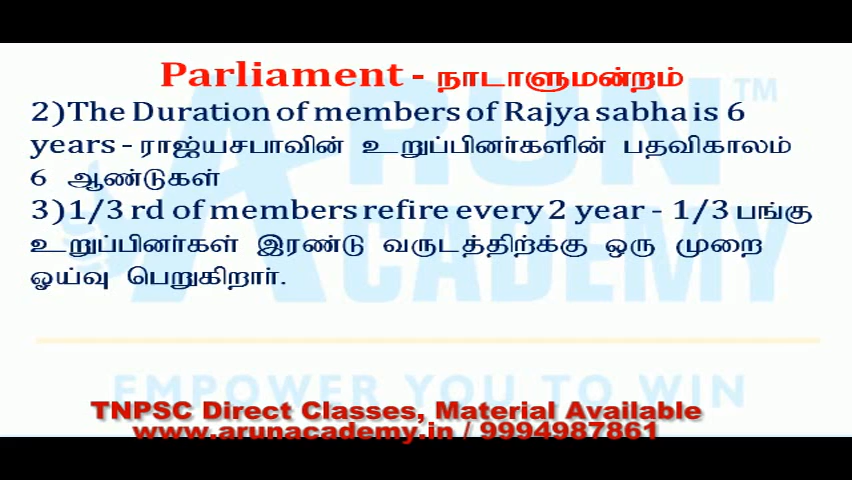 Parliament - நாடாளுமன்றம்
2)The Duration of members of Rajya sabha is 6
years - ராஜ்யசபாவின் உறுப்பினர்களின் பதவிகாலம்
6 ஆண்டுகள்
3)1/3 rd of members refire every 2 year - 1/3 பங்கு
உறுப்பினர்கள் இரண்டு வருடத்திற்க்கு ஒரு முறை
ஓய்வு பெறுகிறார்.
ARUN
TM
ACADEMY
EMPOWER YOU TO WIN
TNPSC Direct Classes, Material Available
www.arunacademy.in / 9994987861